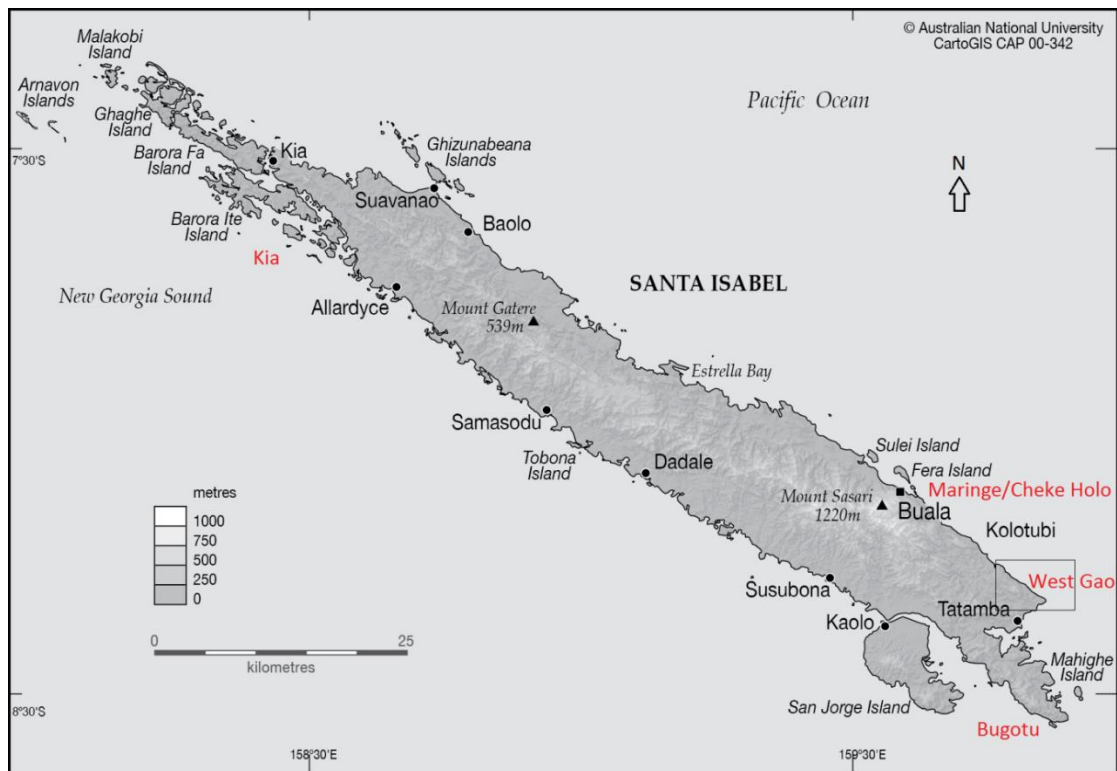 © Australian National University
CartoGIS CAP 00-342
Malakobi
Island
Arnavon
Islands
Pacific Ocean
Ghaghe
Island
Ghizunabeana
Islands
7°30'S
Barora Fa
Island
Kia
N
Suavanao
Barora Ite
Island
Baolo
Kia
SANTA ISABEL
New Georgia Sound
Allardyce
Mount Gatere
539m
Estrella Bay
Samasodu
Tobona
Island
Dadale
Sulei Island
Fera Island
Maringe/Cheke Holo
Mount Sasari
1220m
Buala
Kolotubi
metres
1000
750
500
250
0
Susubona
West Gao
Tatamba
Kaolo
0
25
kilometres
Mahighe
Island
8°30'S
San Jorge Island
Bugotu
158°30'E
159°30'E